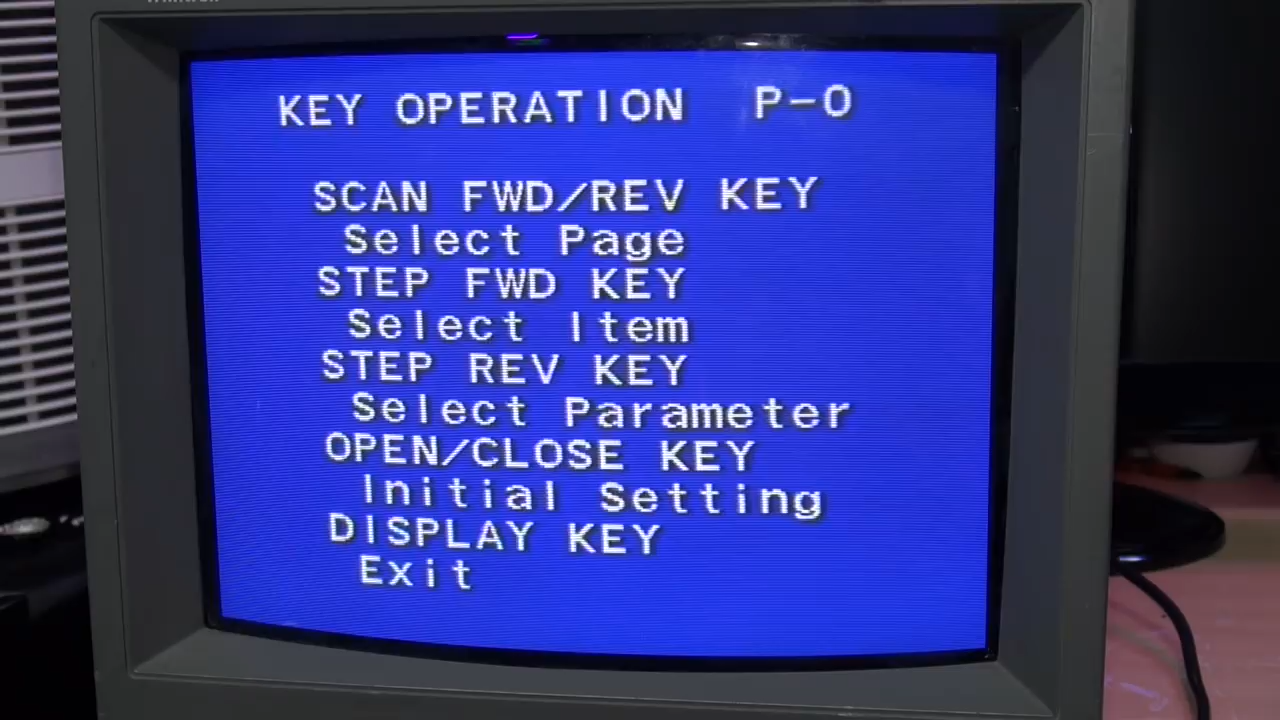 KEY OPERATION P-0
SCAN FWD/REV KEY
Select Page
STEP FWD KEY
Select Item
STEP REV KEY
Select Parameter
OPEN/CLOSE KEY
Initial Setting
DISPLAY KEY
Exit